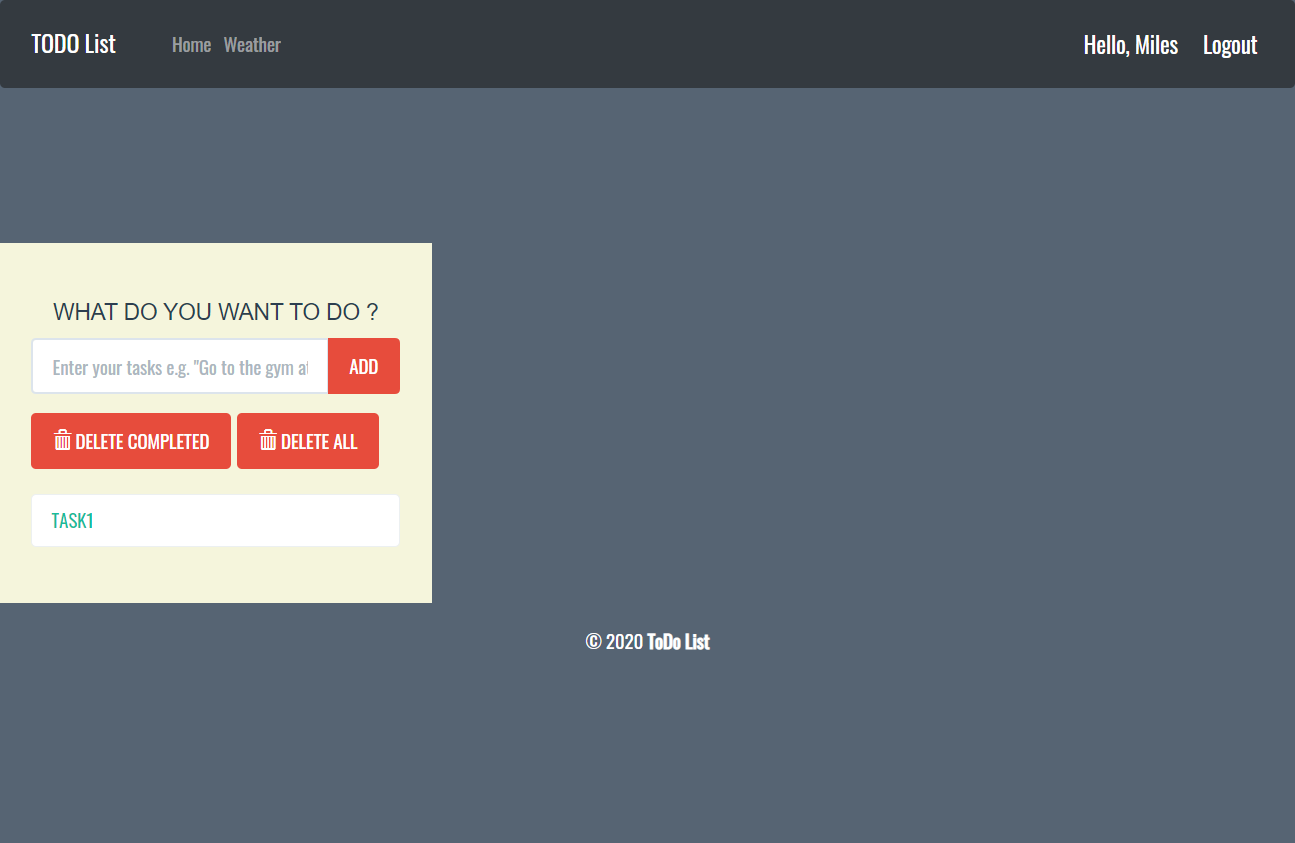 TODO List Home Weather Hello, Miles Logout
WHAT DO YOU WANT TO DO ?
Enter your tasks e.g. "Go to the gym at
ADD
DELETE COMPLETED DELETE ALL
TASK1
© 2020 ToDo List